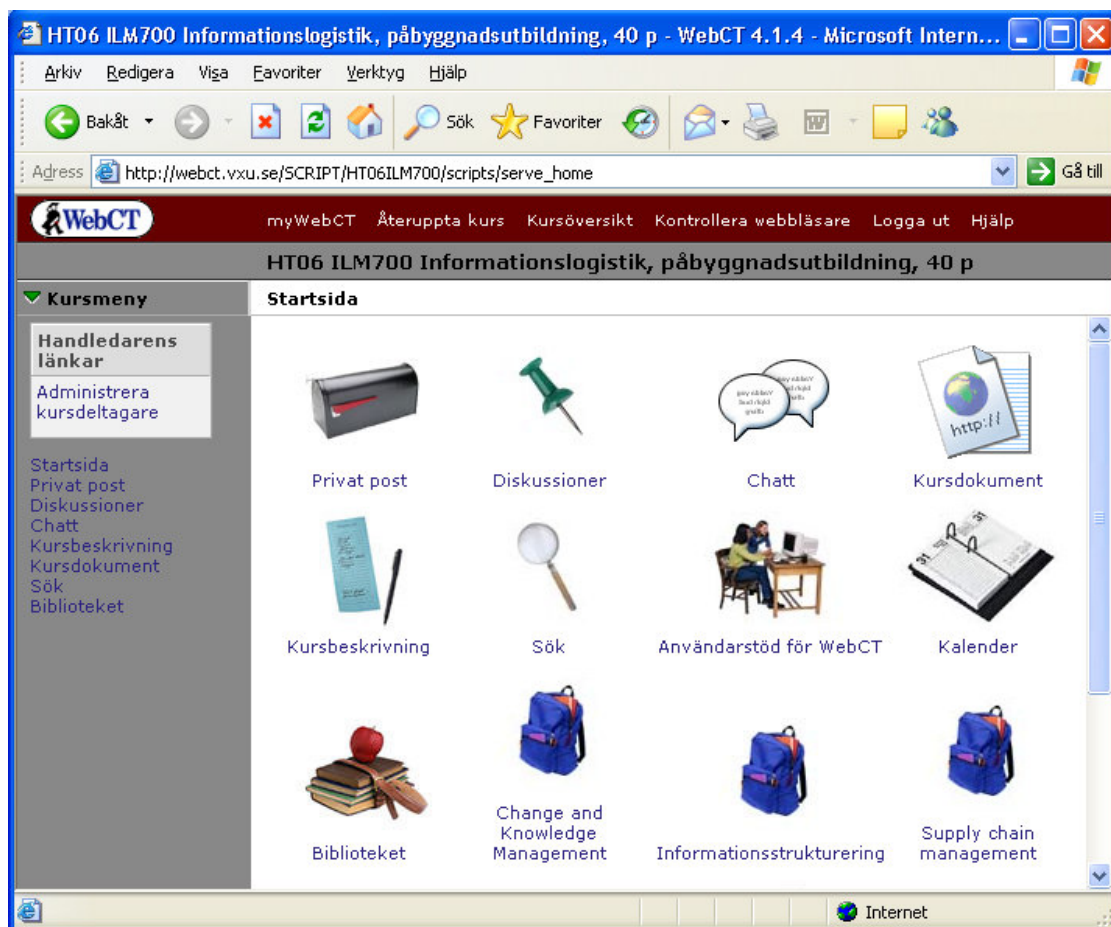 HT06 ILM700 Informationslogistik, påbyggnadsutbildning, 40 p - WebCT 4.1.4 - Microsoft Intern...
Arkiv Redigera Visa Favoriter Verktyg Hjälp
Bakåt Sök Favoriter
Adress http://webct.vxu.se/SCRIPT/HT06ILM700/scripts/serve_home Gå till
WebCT myWebCT Återuppta kurs Kursöversikt Kontrollera webbläsare Logga ut Hjälp
HT06 ILM700 Informationslogistik, påbyggnadsutbildning, 40 p
Kursmeny
Startsida
Handledarens
länkar
Administrera
kursdeltagare
Startsida
Privat post
Diskussioner
Chatt
Kursbeskrivning
Kursdokument
Sök
Biblioteket
http://
Privat post Diskussioner Chatt Kursdokument
31 31
Kursbeskrivning Sök Användarstöd för WebCT Kalender
Biblioteket
Change and
Knowledge
Management
Informationsstrukturering
Supply chain
management
Internet